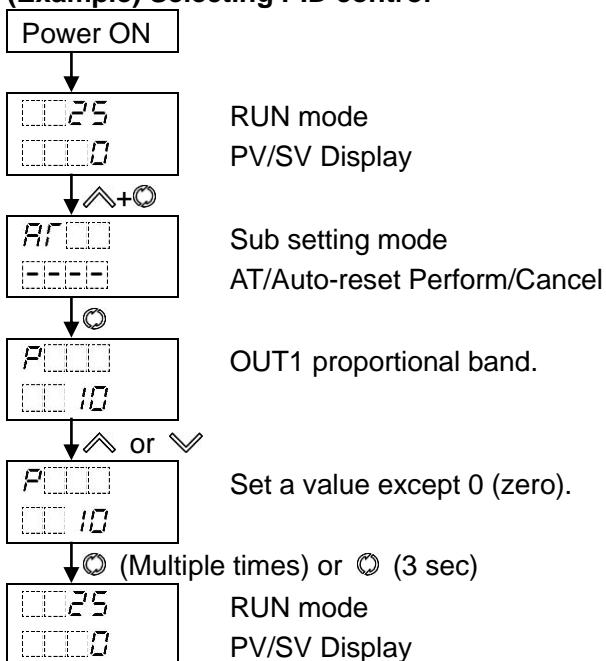 (Example) Selecting PID control
Power ON
25 RUN mode
0 PV/SV Display
+
AT Sub setting mode
---- AT/Auto-reset Perform/Cancel
P OUT1 proportional band.
10
or
P Set a value except 0 (zero).
10
(Multiple times) or (3 sec)
25 RUN mode
0 PV/SV Display